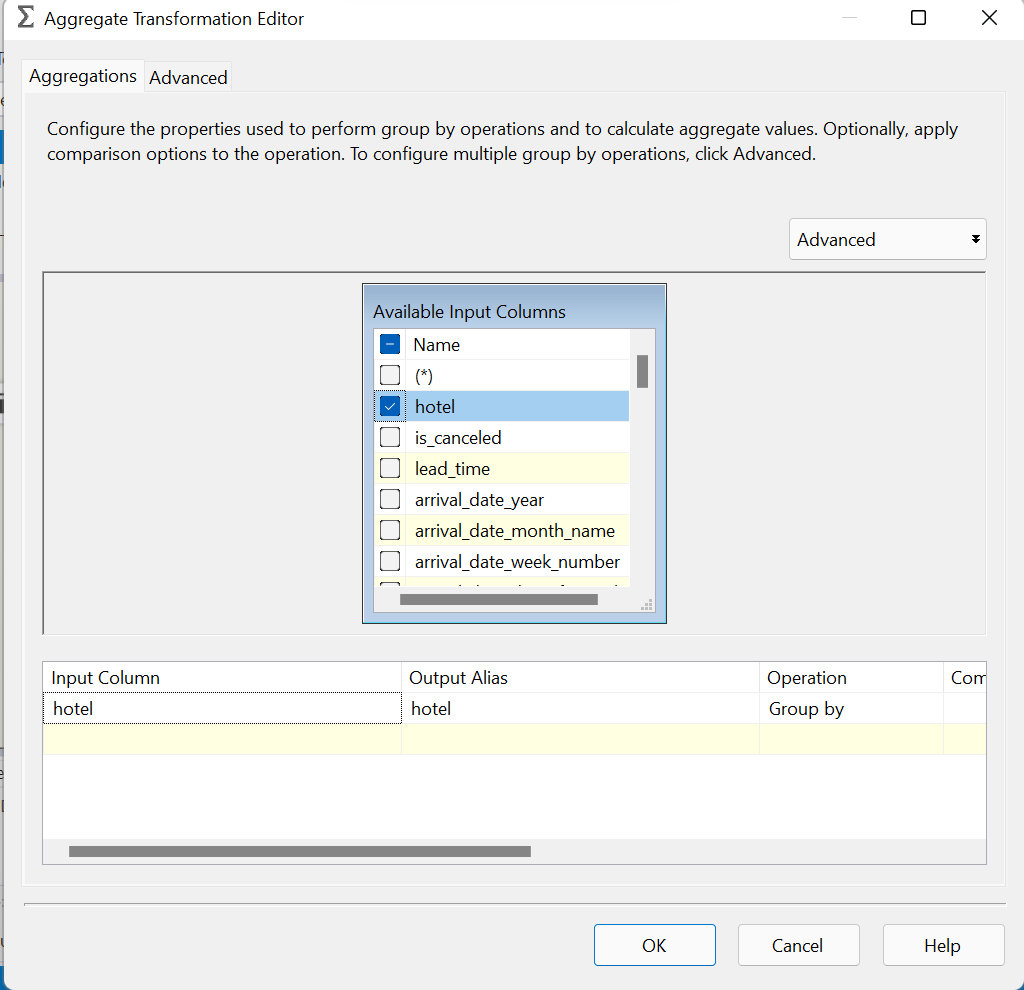 Aggregate Transformation Editor
Aggregations
Advanced
Configure the properties used to perform group by operations and to calculate aggregate values. Optionally, apply
comparison options to the operation. To configure multiple group by operations, click Advanced.
Advanced
Available Input Columns
Name
(*)
hotel
is_canceled
lead_time
arrival_date_year
arrival_date_month_name
arrival_date_week_number
Input Column Output Alias Operation Com
hotel hotel Group by
OK Cancel Help